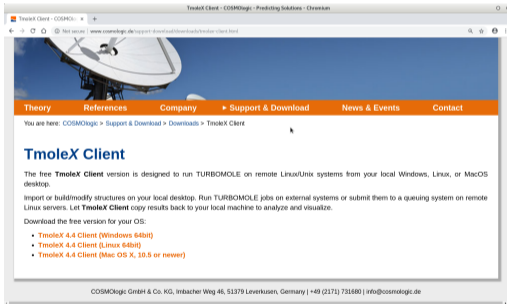 TmoleX Client - COSMOlogic - Predicting Solutions - Chromium
TmoleX Client - COSMOlo
Not secure | www.cosmologic.de/support-download/downloads/tmolex-client.html
Theory References Company Support & Download News & Events Contact
You are here: COSMOlogic > Support & Download > Downloads > TmoleX Client
TmoleX Client
The free TmoleX Client version is designed to run TURBOMOLE on remote Linux/Unix systems from your local Windows, Linux, or MacOS
desktop.
Import or build/modify structures on your local desktop. Run TURBOMOLE jobs on external systems or submit them to a queuing system on remote
Linux servers. Let TmoleX Client copy results back to your local machine to analyze and visualize.
Download the free version for your OS:
• TmoleX 4.4 Client (Windows 64bit)
• TmoleX 4.4 Client (Linux 64bit)
• TmoleX 4.4 Client (Mac OS X, 10.5 or newer)
COSMOlogic GmbH & Co. KG, Imbacher Weg 46, 51379 Leverkusen, Germany | +49 (2171) 731680 | info@cosmologic.de